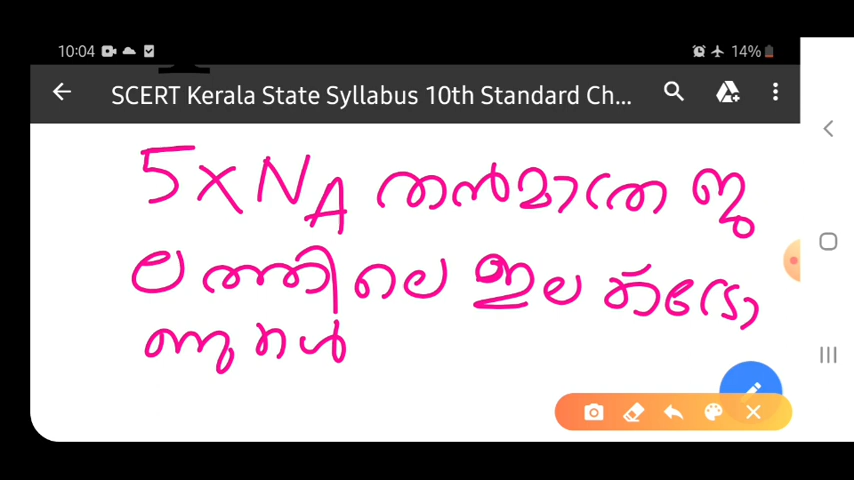 10:04
14%
SCERT Kerala State Syllabus 10th Standard Ch...
5 x NA തൻമാത്ര ജ
ലത്തിലെ ഇലക്ട്രോ
ണുകൾ